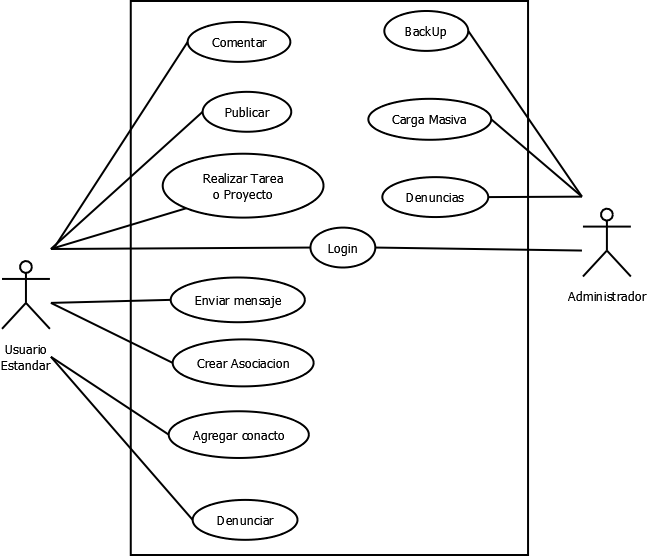 Comentar
BackUp
Publicar
Carga Masiva
Realizar Tarea
o Proyecto
Denuncias
Login
Administrador
Enviar mensaje
Usuario
Estandar
Crear Asociacion
Agregar conacto
Denunciar